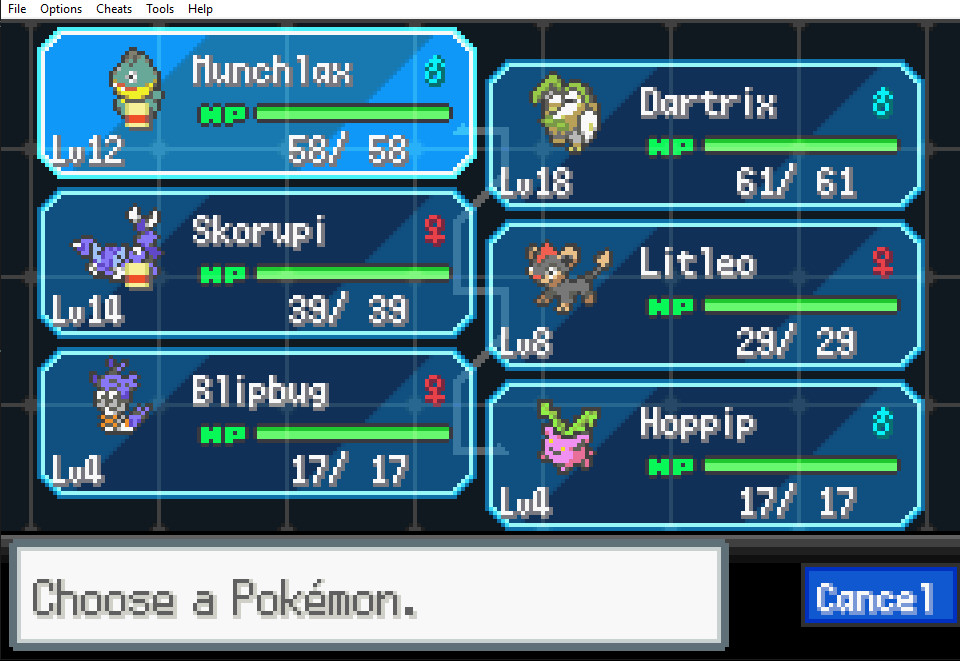 File Options Cheats Tools Help
Munchlax ♂
HP
Lv12 58/ 58
Dartrix ♂
HP
Lv18 61/ 61
Skorupi ♀
HP
Lv14 39/ 39
Litleo ♀
HP
Lv8 29/ 29
Blipbug ♀
HP
Lv4 17/ 17
Hoppip ♂
HP
Lv4 17/ 17
Choose a Pokémon.
Cancel